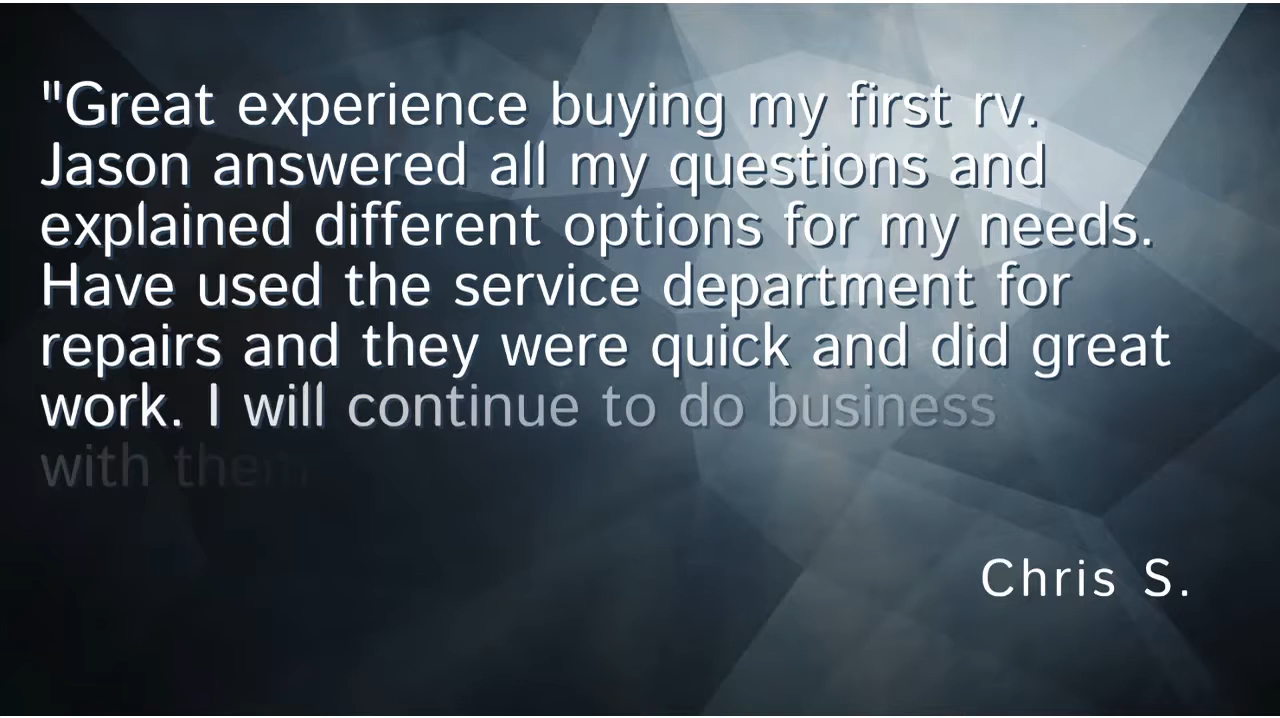 "Great experience buying my first rv.
Jason answered all my questions and
explained different options for my needs.
Have used the service department for
repairs and they were quick and did great
work. I will continue to do business
with them
Chris S.